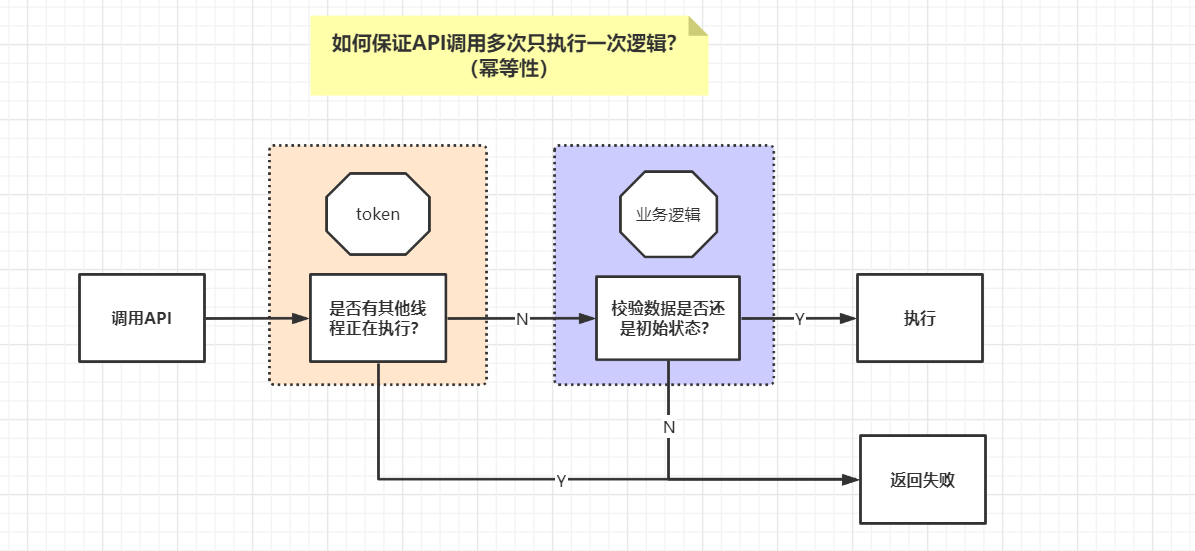 如何保证API调用多次只执行一次逻辑？
（幂等性）
token
业务逻辑
调用API
是否有其他线
程正在执行？
N
校验数据是否还
是初始状态？
Y
执行
N
Y
返回失败